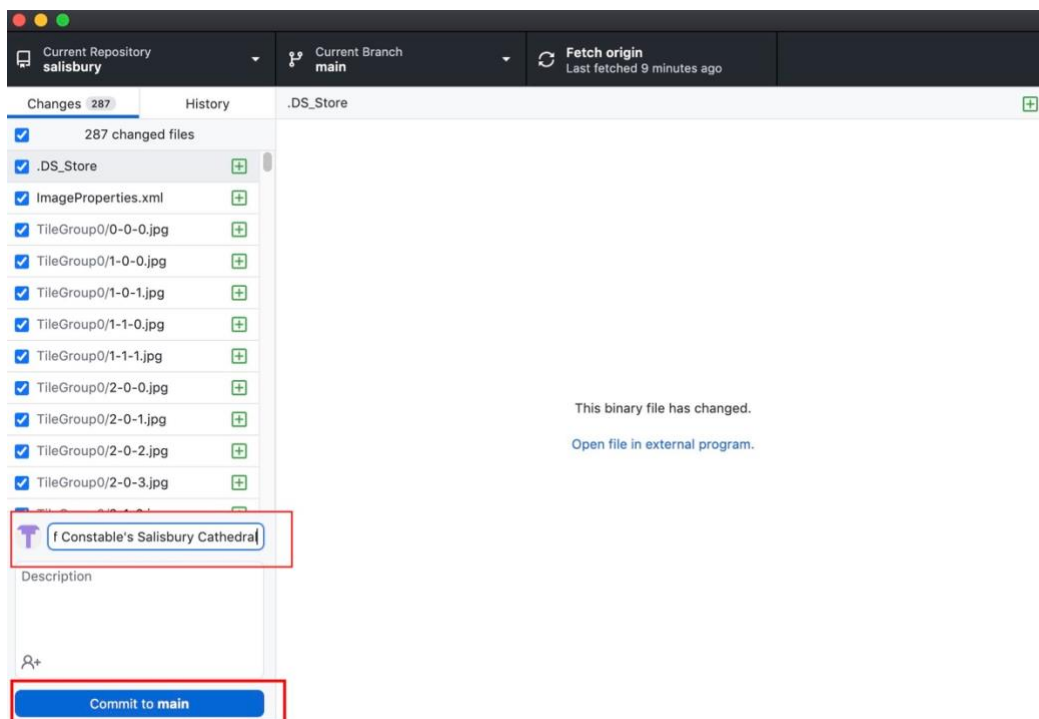 Current Repository
salisbury
Current Branch
main
Fetch origin
Last fetched 9 minutes ago
Changes 287
History
.DS_Store
287 changed files
.DS_Store
ImageProperties.xml
TileGroup0/0-0-0.jpg
TileGroup0/1-0-0.jpg
TileGroup0/1-0-1.jpg
TileGroup0/1-1-0.jpg
TileGroup0/1-1-1.jpg
TileGroup0/2-0-0.jpg
TileGroup0/2-0-1.jpg
TileGroup0/2-0-2.jpg
TileGroup0/2-0-3.jpg
f Constable's Salisbury Cathedral
Description
Commit to main
This binary file has changed.
Open file in external program.